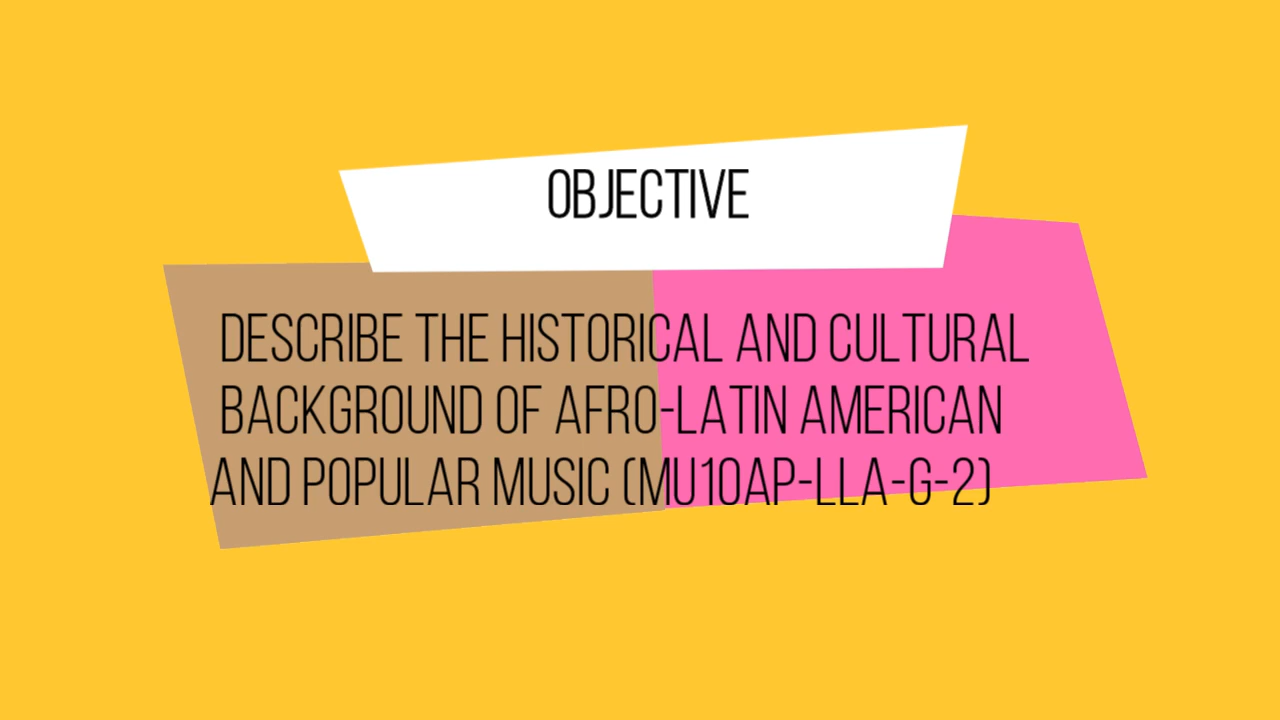 OBJECTIVE
DESCRIBE THE HISTORICAL AND CULTURAL
BACKGROUND OF AFRO-LATIN AMERICAN
AND POPULAR MUSIC (MU10AP-LLA-G-2)